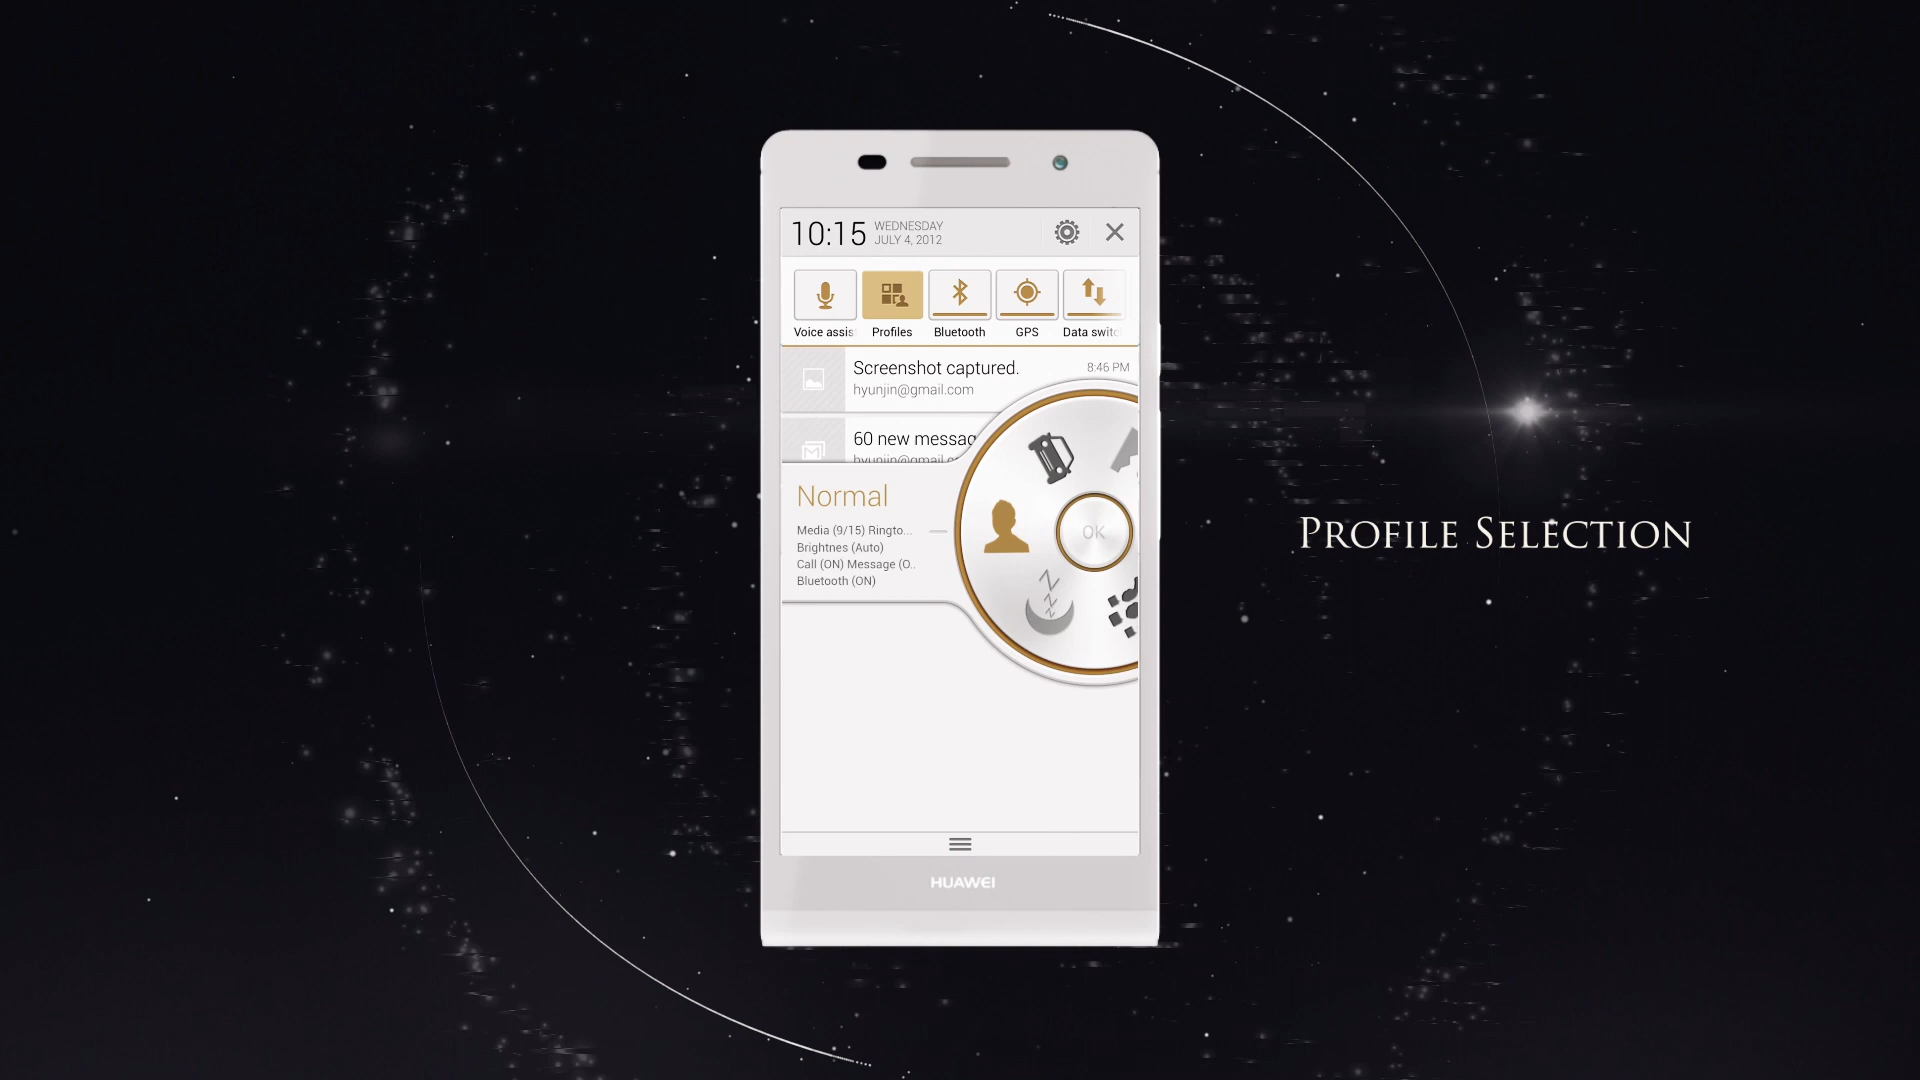 10:15
WEDNESDAY
JULY 4, 2012
Voice assis
Profiles
Bluetooth
GPS
Data switc
Screenshot captured.
8:46 PM
hyunjin@gmail.com
60 new messag
hyunjin@gmail.c
Normal
Media (9/15) Ringto...
Brightnes (Auto)
Call (ON) Message (O..
Bluetooth (ON)
OK
Z
Z
Z
PROFILE SELECTION
HUAWEI